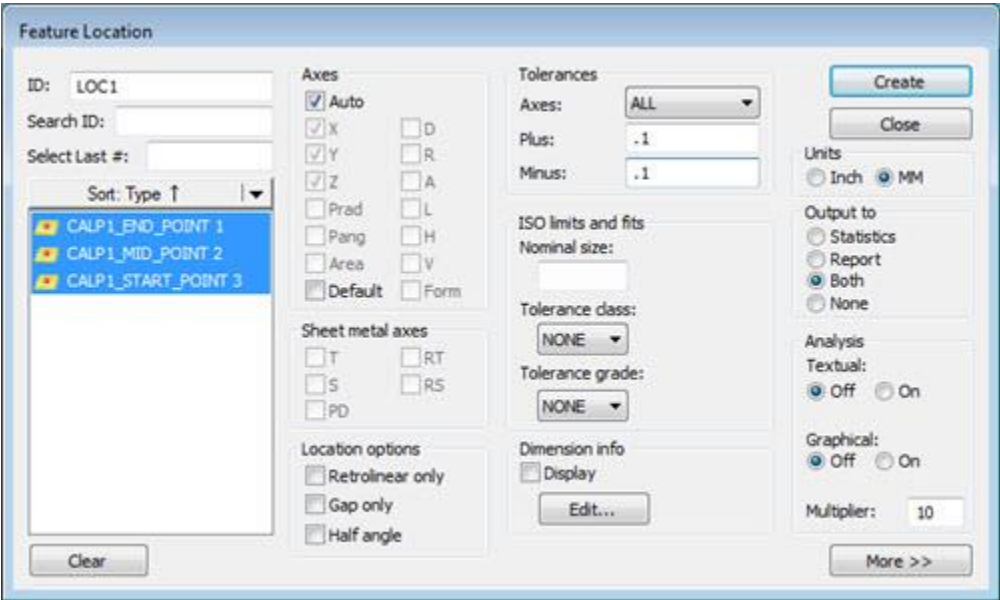 Feature Location
ID: LOC1
Search ID:
Select Last #:
Sort: Type ↑
CALP1_END_POINT 1
CALP1_MID_POINT 2
CALP1_START_POINT 3
Clear
Axes
Auto
X D
Y R
Z A
Prad L
Pang H
Area V
Default Form
Sheet metal axes
T RT
S RS
PD
Location options
Retrolinear only
Gap only
Half angle
Tolerances
Axes: ALL
Plus: .1
Minus: .1
ISO limits and fits
Nominal size:
Tolerance class:
NONE
Tolerance grade:
NONE
Dimension info
Display
Edit...
Create
Close
Units
Inch MM
Output to
Statistics
Report
Both
None
Analysis
Textual:
Off On
Graphical:
Off On
Multiplier: 10
More >>